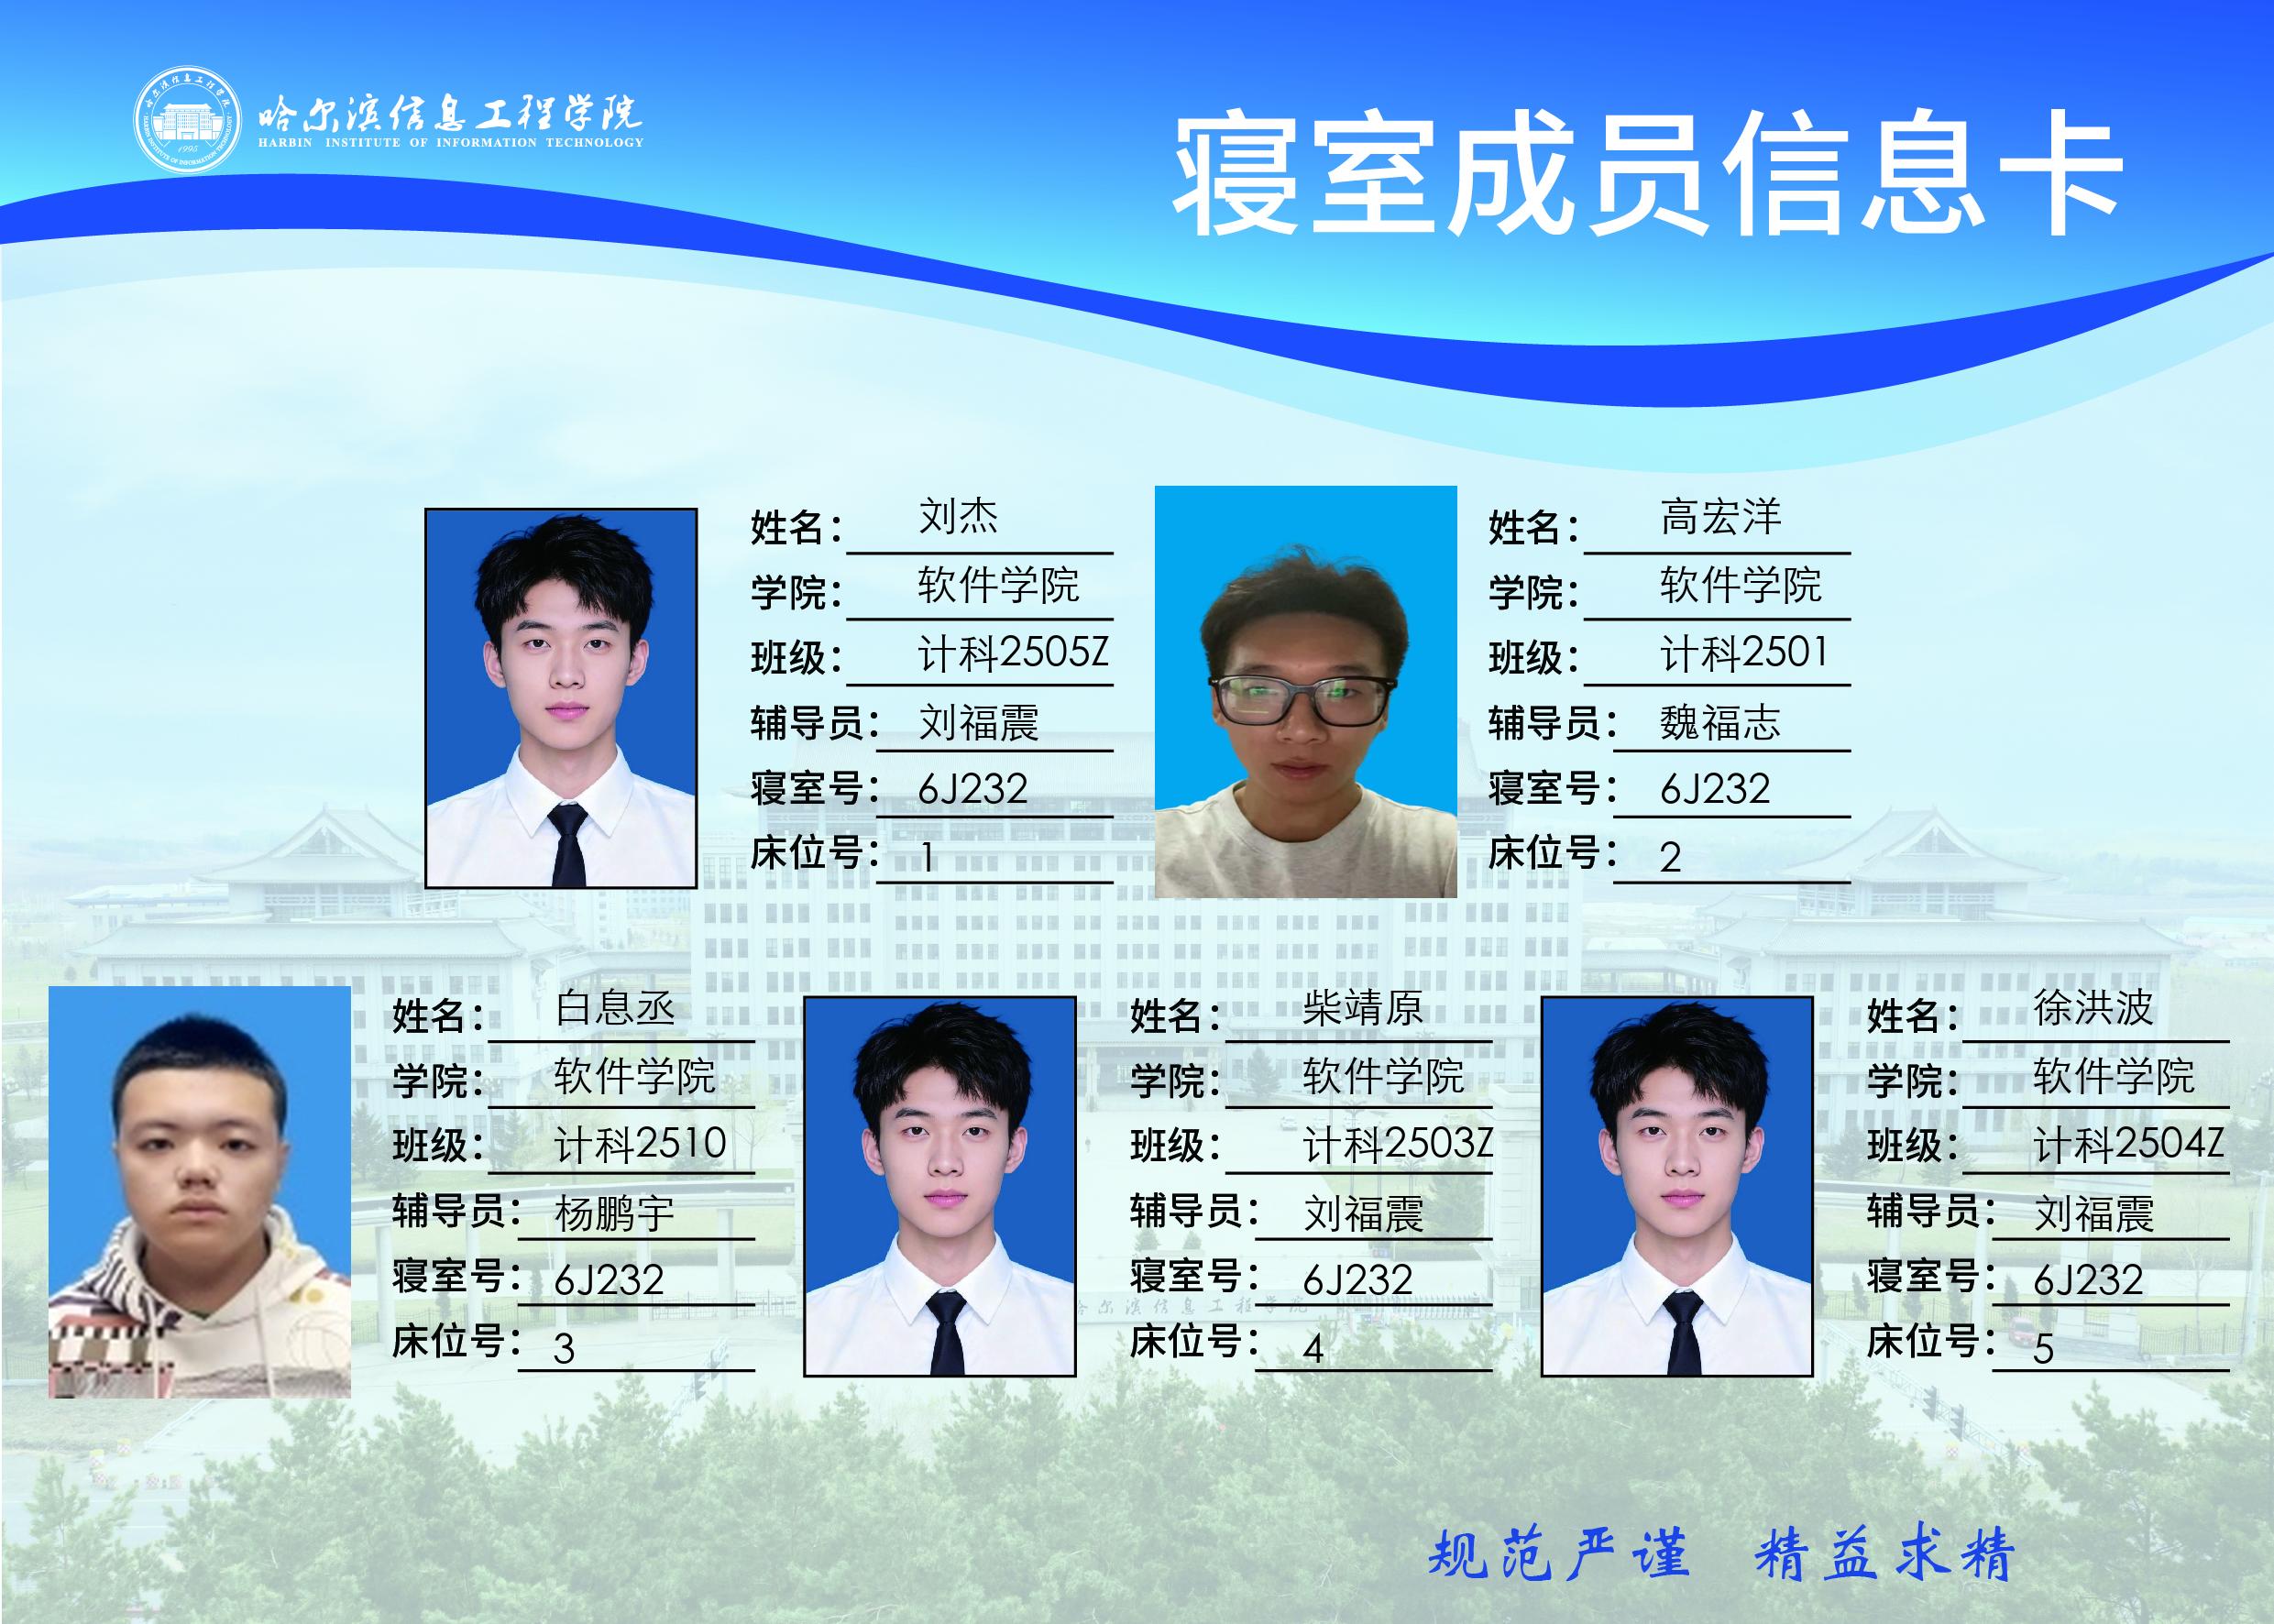 哈尔滨信息工程学院
HARBIN INSTITUTE OF INFORMATION TECHNOLOGY
1995
寝室成员信息卡
姓名： 刘杰
学院： 软件学院
班级： 计科2505Z
辅导员： 刘福震
寝室号： 6J232
床位号： 1
姓名： 高宏洋
学院： 软件学院
班级： 计科2501
辅导员： 魏福志
寝室号： 6J232
床位号： 2
姓名： 白息丞
学院： 软件学院
班级： 计科2510
辅导员： 杨鹏宇
寝室号： 6J232
床位号： 3
姓名： 柴靖原
学院： 软件学院
班级： 计科2503Z
辅导员： 刘福震
寝室号： 6J232
床位号： 4
姓名： 徐洪波
学院： 软件学院
班级： 计科2504Z
辅导员： 刘福震
寝室号： 6J232
床位号： 5
哈尔滨信息工程学院
规范严谨 精益求精